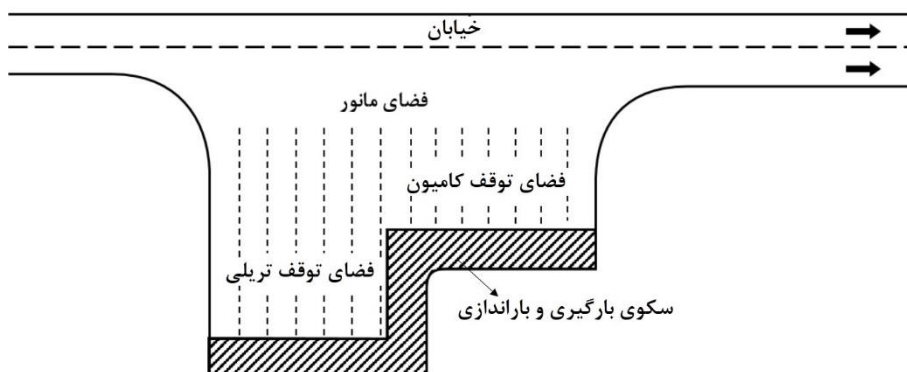 خیابان
فضای مانور
فضای توقف کامیون
فضای توقف تریلی
سکوی بارگیری و باراندازی